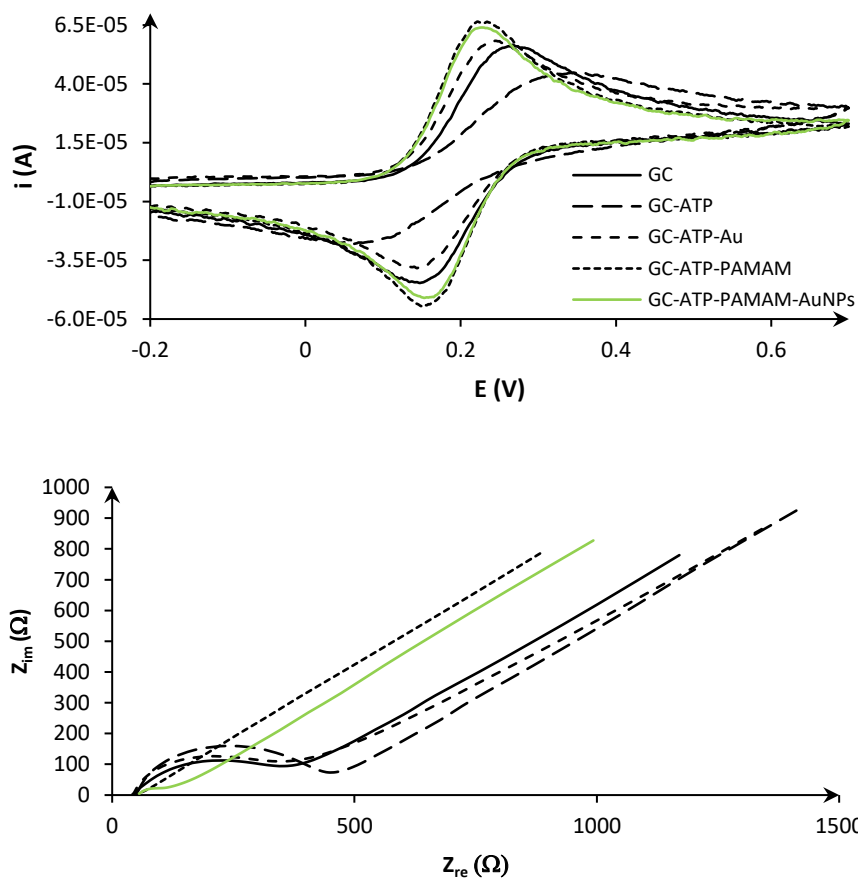 6.5E-05
4.0E-05
1.5E-05
-1.0E-05
-3.5E-05
-6.0E-05
i (A)
GC
GC-ATP
GC-ATP-Au
GC-ATP-PAMAM
GC-ATP-PAMAM-AuNPs
-0.2 0 0.2 0.4 0.6
E (V)
1000
900
800
700
600
500
400
300
200
100
0
Zim (Ω)
0 500 1000 1500
Zre (Ω)